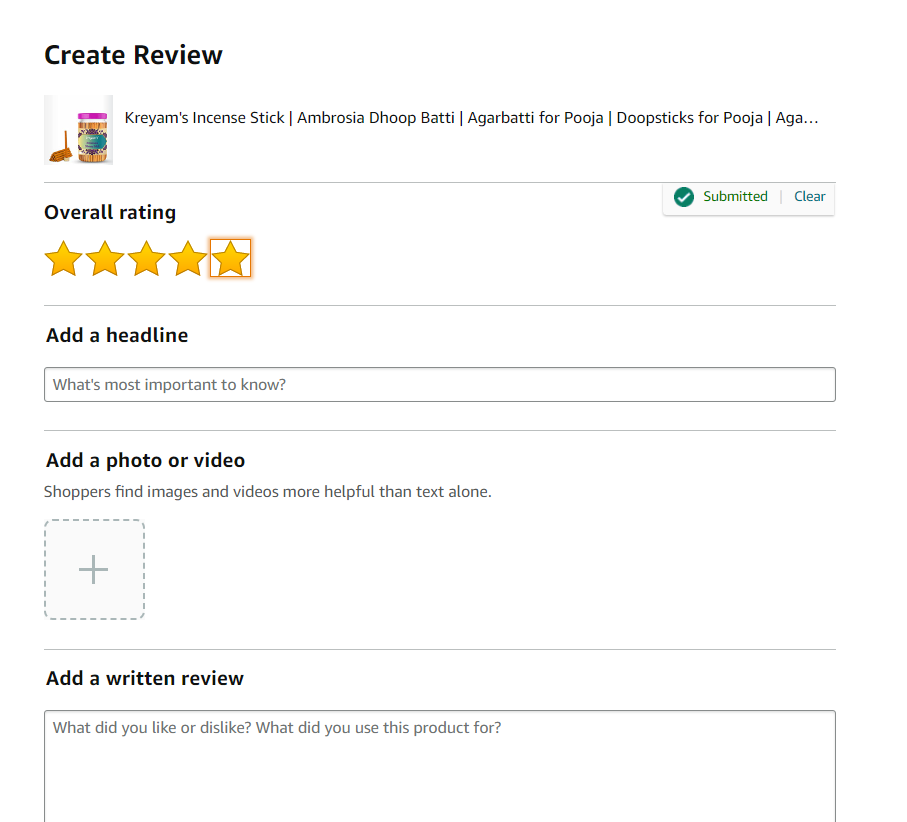 Create Review
Kreyam's Incense Stick | Ambrosia Dhoop Batti | Agarbatti for Pooja | Doopsticks for Pooja | Aga…
Submitted | Clear
Overall rating
Add a headline
What's most important to know?
Add a photo or video
Shoppers find images and videos more helpful than text alone.
Add a written review
What did you like or dislike? What did you use this product for?